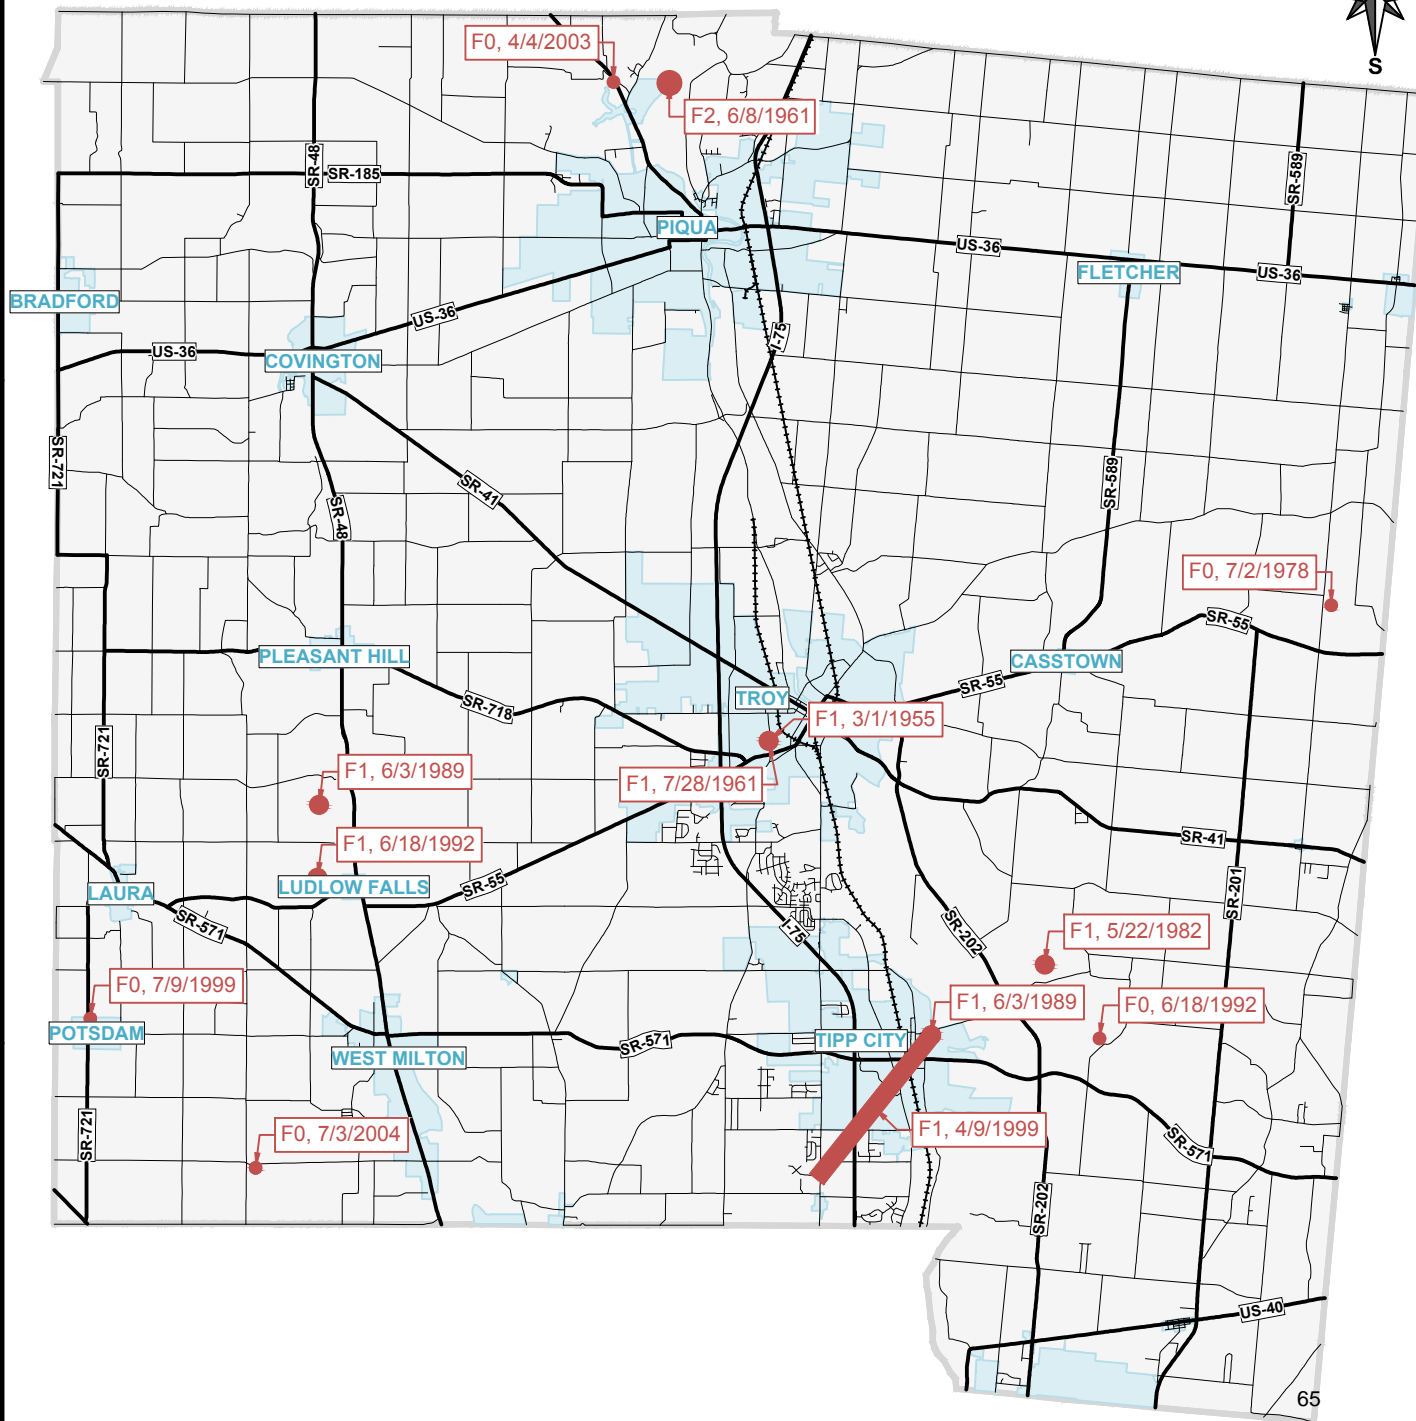 S
F0, 4/4/2003
F2, 6/8/1961
SR-48
SR-185
SR-589
PIQUA
US-36
FLETCHER
US-36
BRADFORD
US-36
I-75
US-36
COVINGTON
SR-721
SR-41
SR-48
SR-589
F0, 7/2/1978
SR-55
PLEASANT HILL
CASSTOWN
SR-55
TROY
SR-718
F1, 3/1/1955
SR-721
F1, 6/3/1989
F1, 7/28/1961
SR-41
F1, 6/18/1992
LUDLOW FALLS
SR-55
LAURA
SR-201
SR-571
I-75
SR-202
F1, 5/22/1982
F0, 7/9/1999
F1, 6/3/1989
F0, 6/18/1992
POTSDAM
TIPP CITY
SR-571
WEST MILTON
SR-721
F0, 7/3/2004
F1, 4/9/1999
SR-571
SR-202
US-40
65